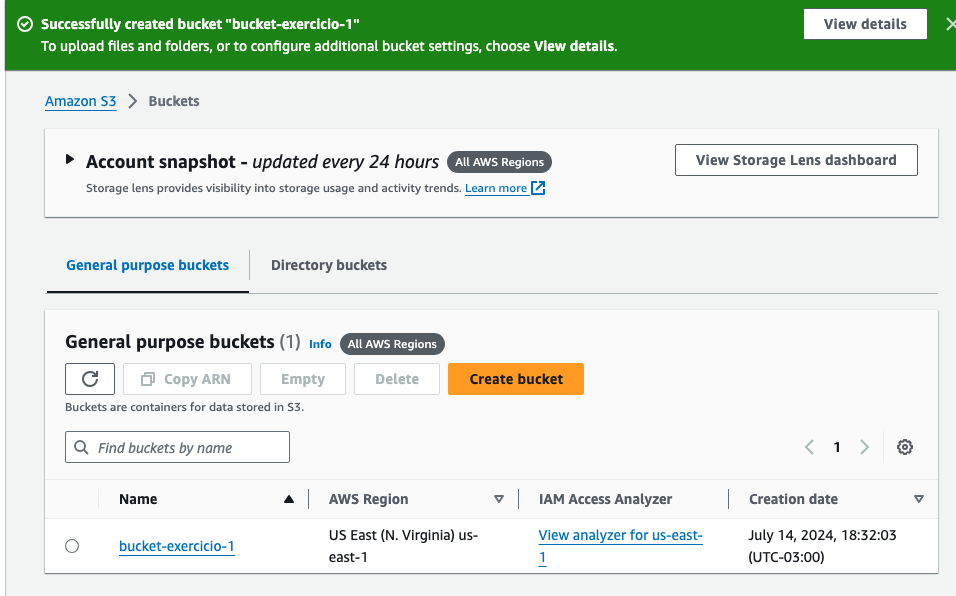 Successfully created bucket "bucket-exercicio-1"
View details
To upload files and folders, or to configure additional bucket settings, choose View details.
Amazon S3 > Buckets
Account snapshot - updated every 24 hours All AWS Regions
View Storage Lens dashboard
Storage lens provides visibility into storage usage and activity trends. Learn more
General purpose buckets
Directory buckets
General purpose buckets (1) Info All AWS Regions
Copy ARN
Empty
Delete
Create bucket
Buckets are containers for data stored in S3.
Find buckets by name
1
Name
AWS Region
IAM Access Analyzer
Creation date
bucket-exercicio-1
US East (N. Virginia) us-
east-1
View analyzer for us-east-
1
July 14, 2024, 18:32:03
(UTC-03:00)